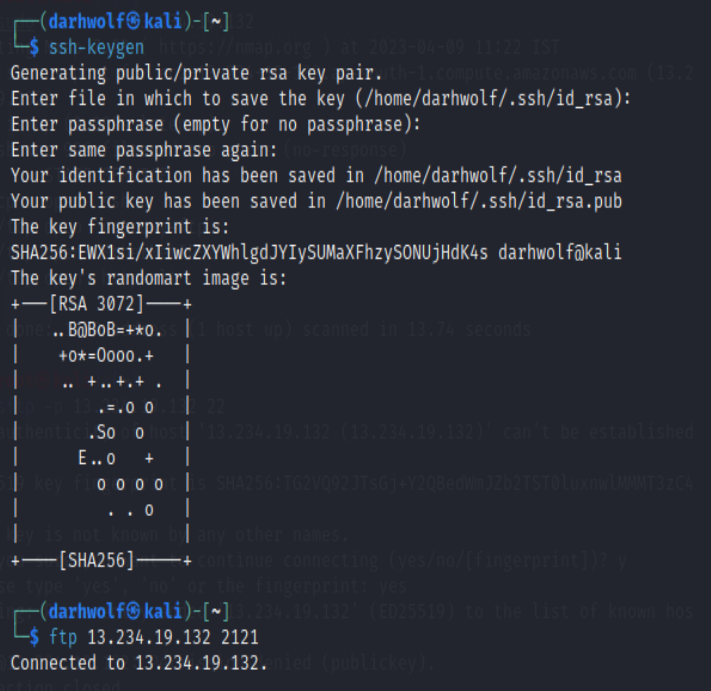 ┌──(darhwolf㉿kali)-[~]
└─$ ssh-keygen
Generating public/private rsa key pair.
Enter file in which to save the key (/home/darhwolf/.ssh/id_rsa):
Enter passphrase (empty for no passphrase):
Enter same passphrase again:
Your identification has been saved in /home/darhwolf/.ssh/id_rsa
Your public key has been saved in /home/darhwolf/.ssh/id_rsa.pub
The key fingerprint is:
SHA256:EWX1si/xIiwcZXYWhlgdJYIySUMaXFhzySONUjHdK4s darhwolf@kali
The key's randomart image is:
+---[RSA 3072]----+
|   ..B@BoB=+*o.  |
|    +o*=Oooo.+   |
|    .. +..+.+ .  |
|       .=.o o    |
|      .So  o     |
|     E..o   +    |
|       o o o o   |
|        . . o    |
|                 |
+----[SHA256]-----+
┌──(darhwolf㉿kali)-[~]
└─$ ftp 13.234.19.132 2121
Connected to 13.234.19.132.